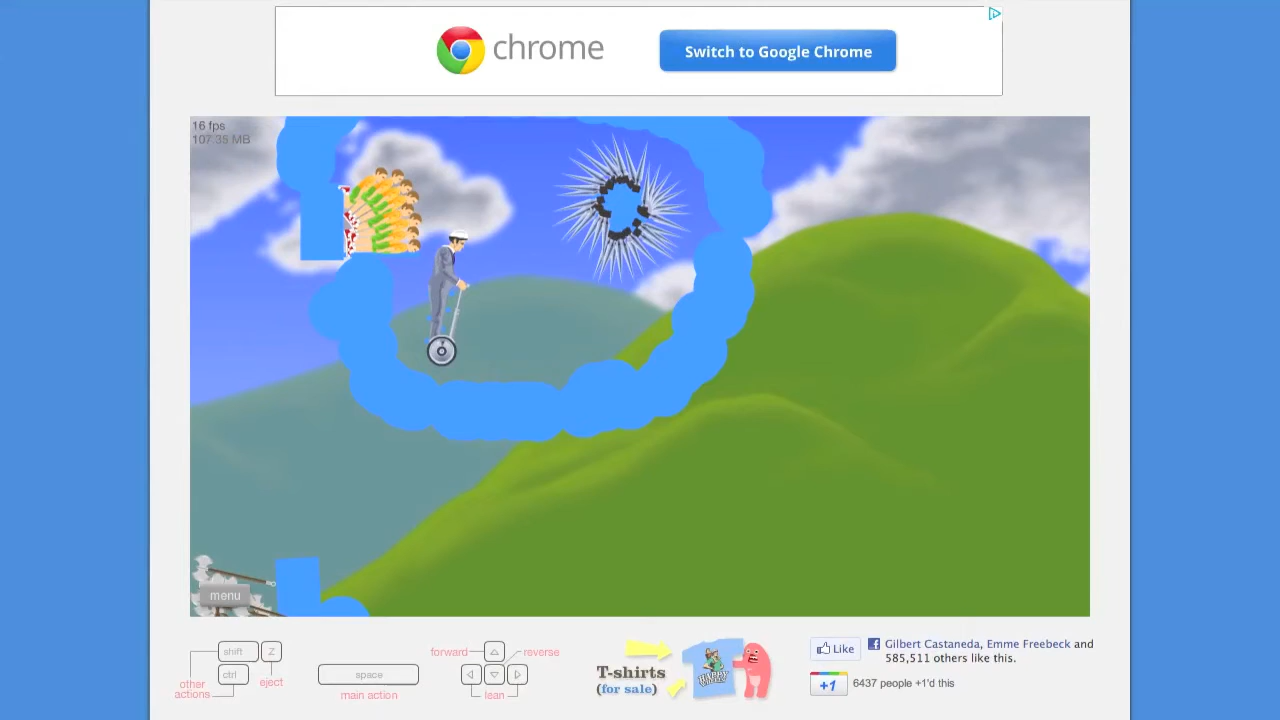 chrome
Switch to Google Chrome
16 fps
107.35 MB
menu
shift
Z
ctrl
other
actions
eject
space
main action
forward
reverse
lean
T-shirts
(for sale)
HAPPY
WHEELS
Like
Gilbert Castaneda, Emme Freebeck and
585,511 others like this.
+1
6437 people +1'd this